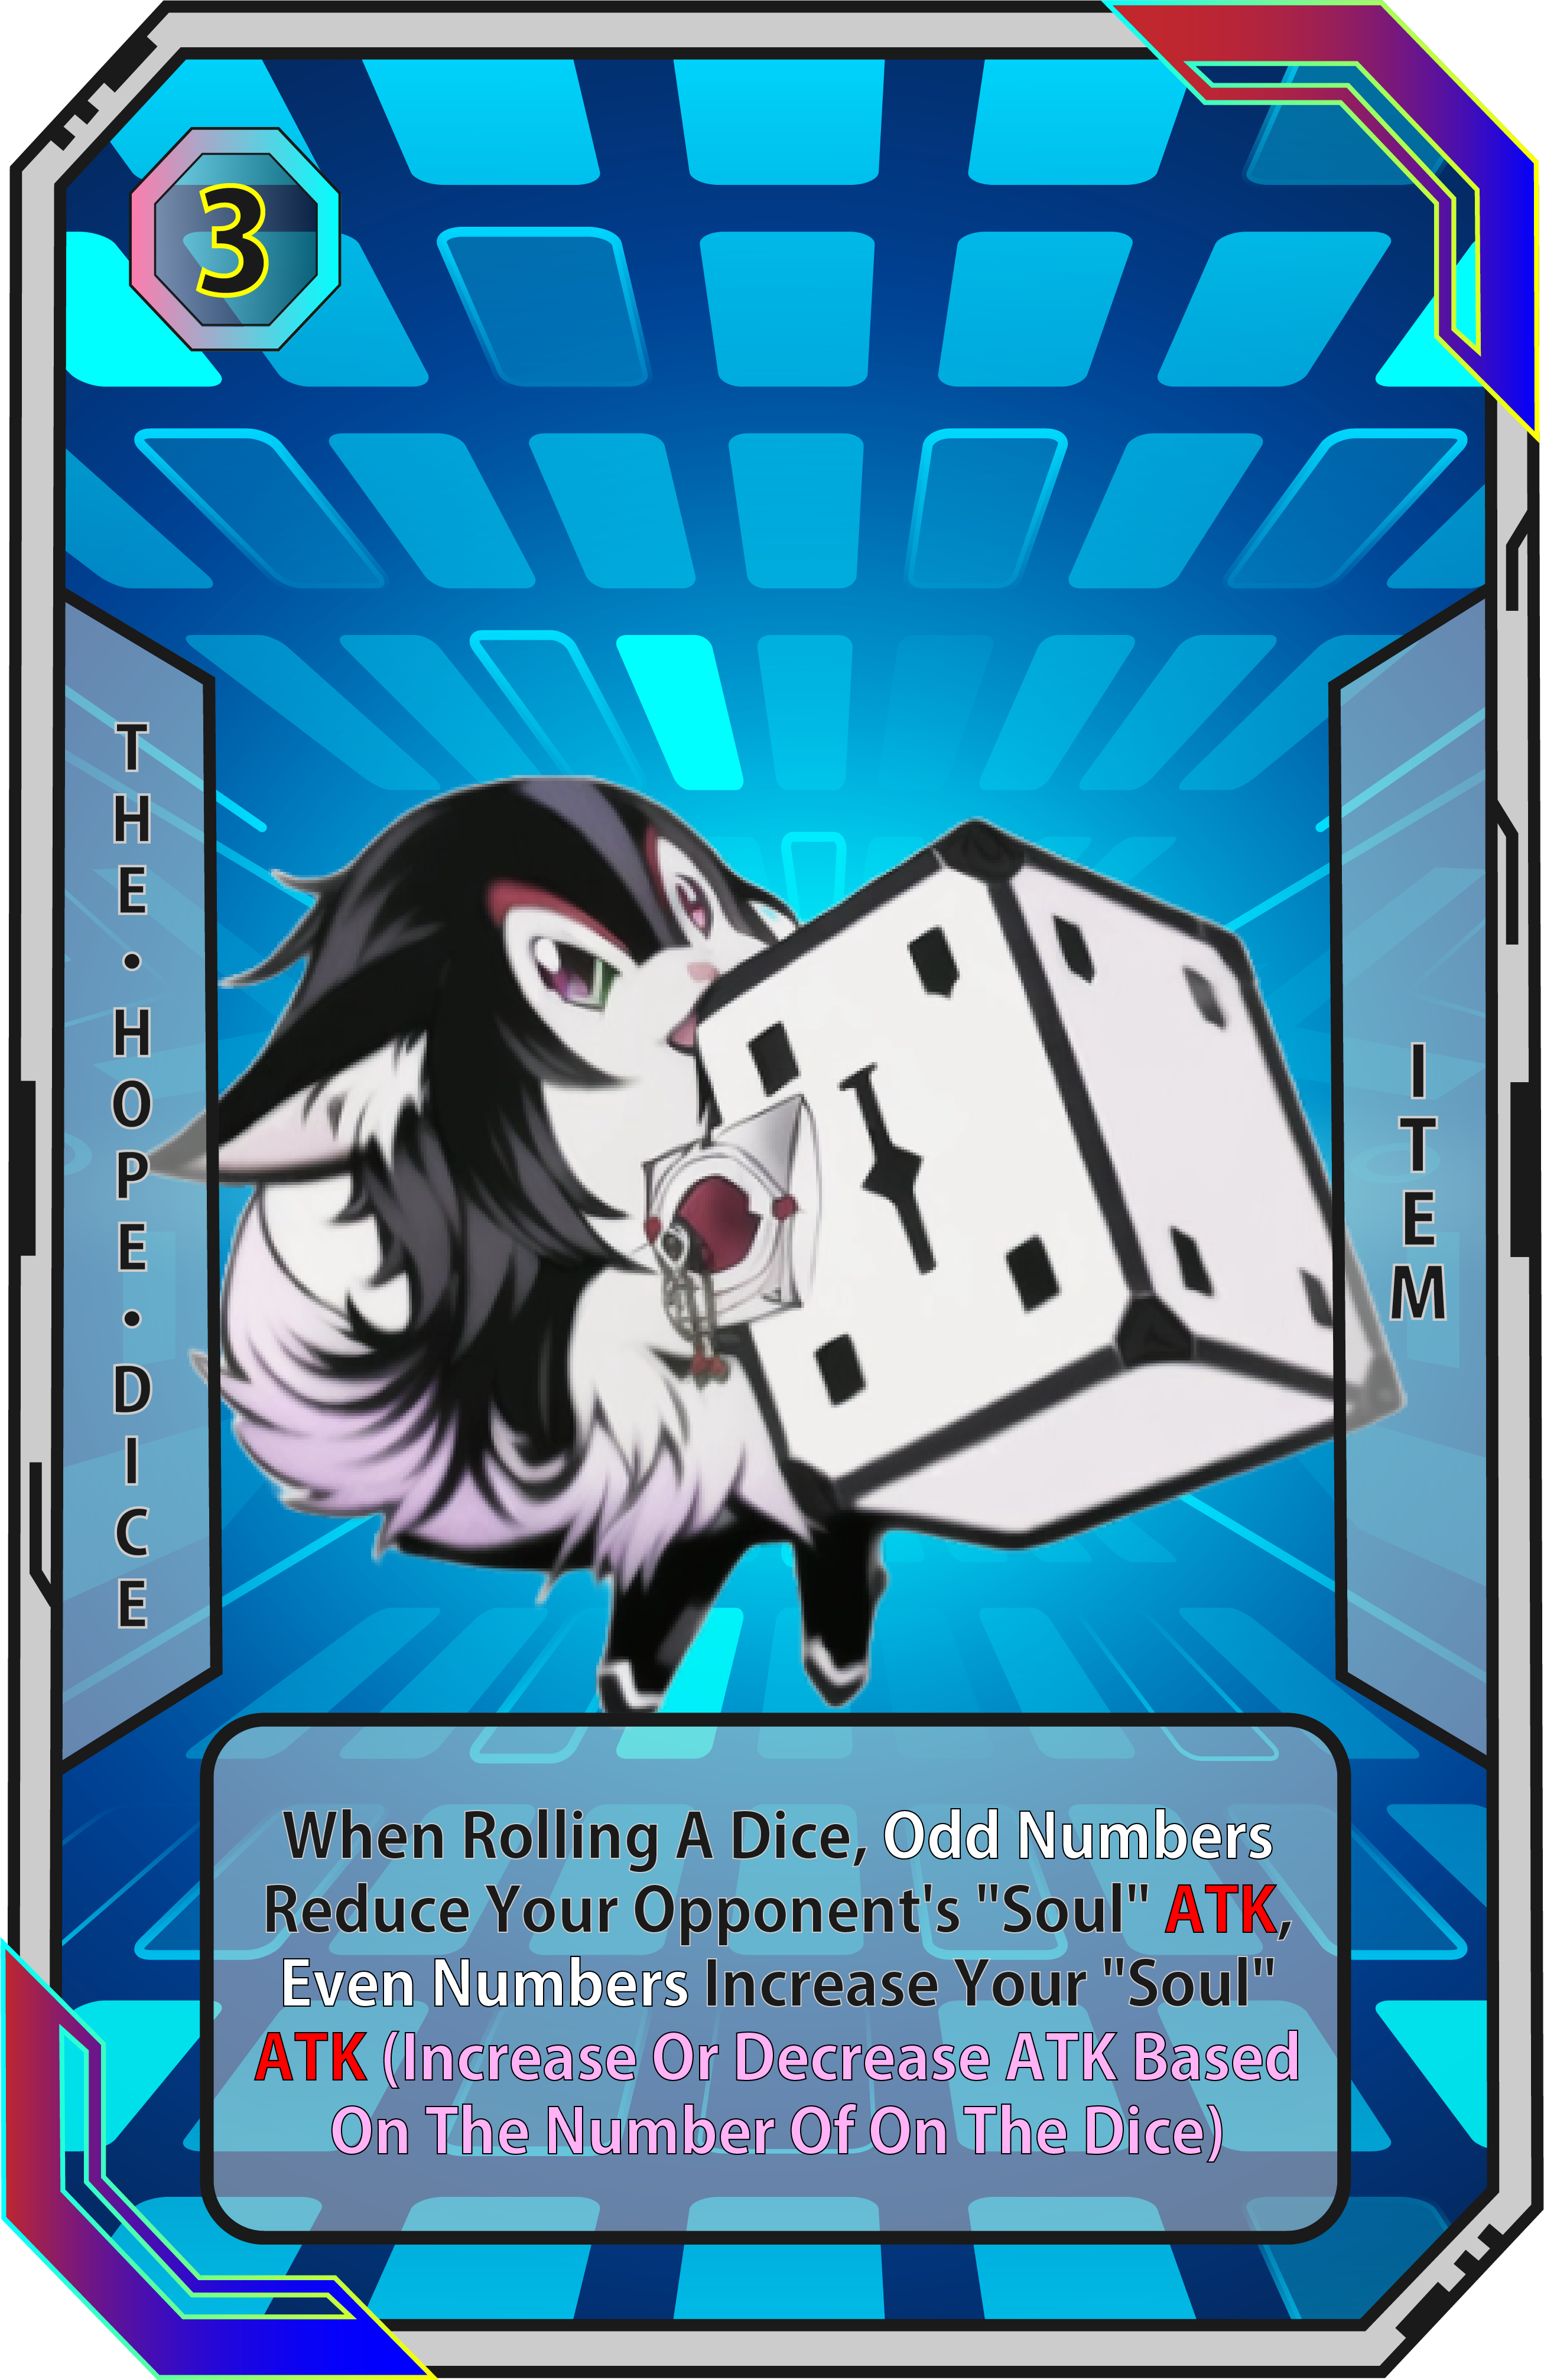 3
THE・HOPE・DICE
ITEM
When Rolling A Dice, Odd Numbers
Reduce Your Opponent's "Soul" ATK,
Even Numbers Increase Your "Soul"
ATK (Increase Or Decrease ATK Based
On The Number Of On The Dice)